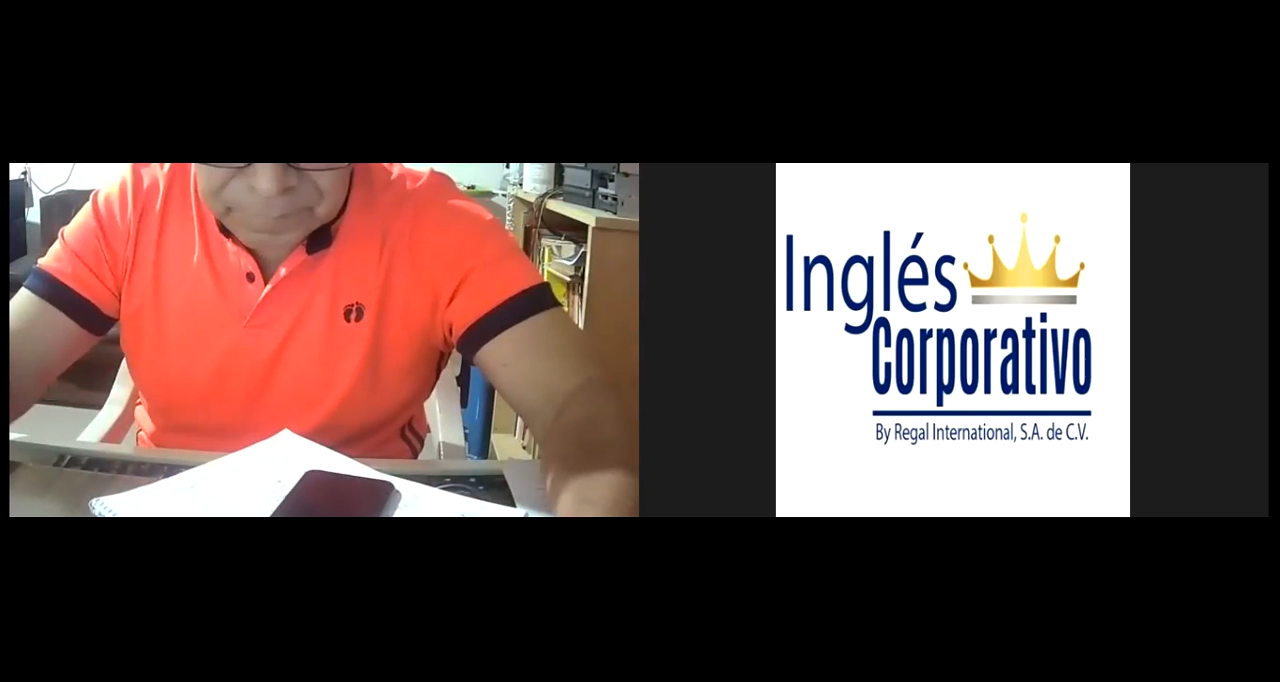 Inglés
Corporativo
By Regal International, S.A. de C.V.